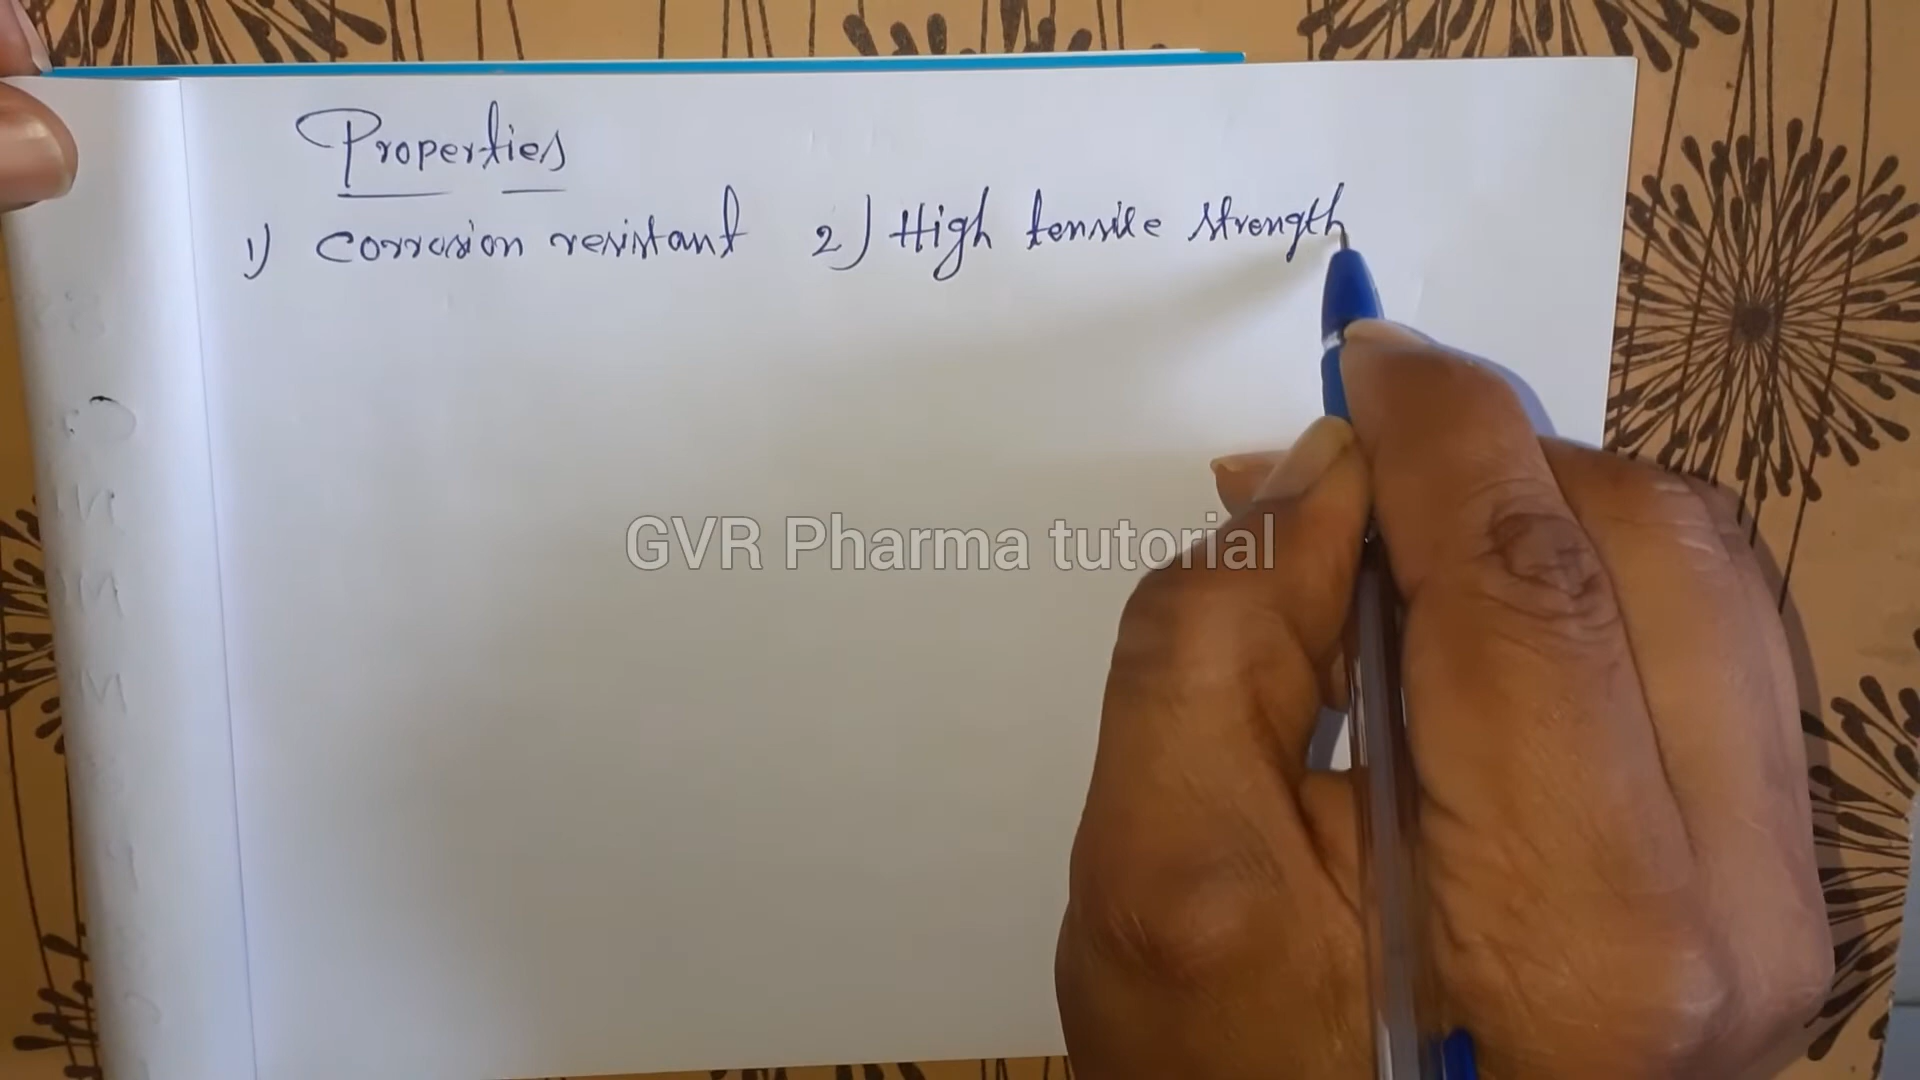 Properties
1) Corrosion resistant 2) High tensile strength
GVR Pharma tutorial